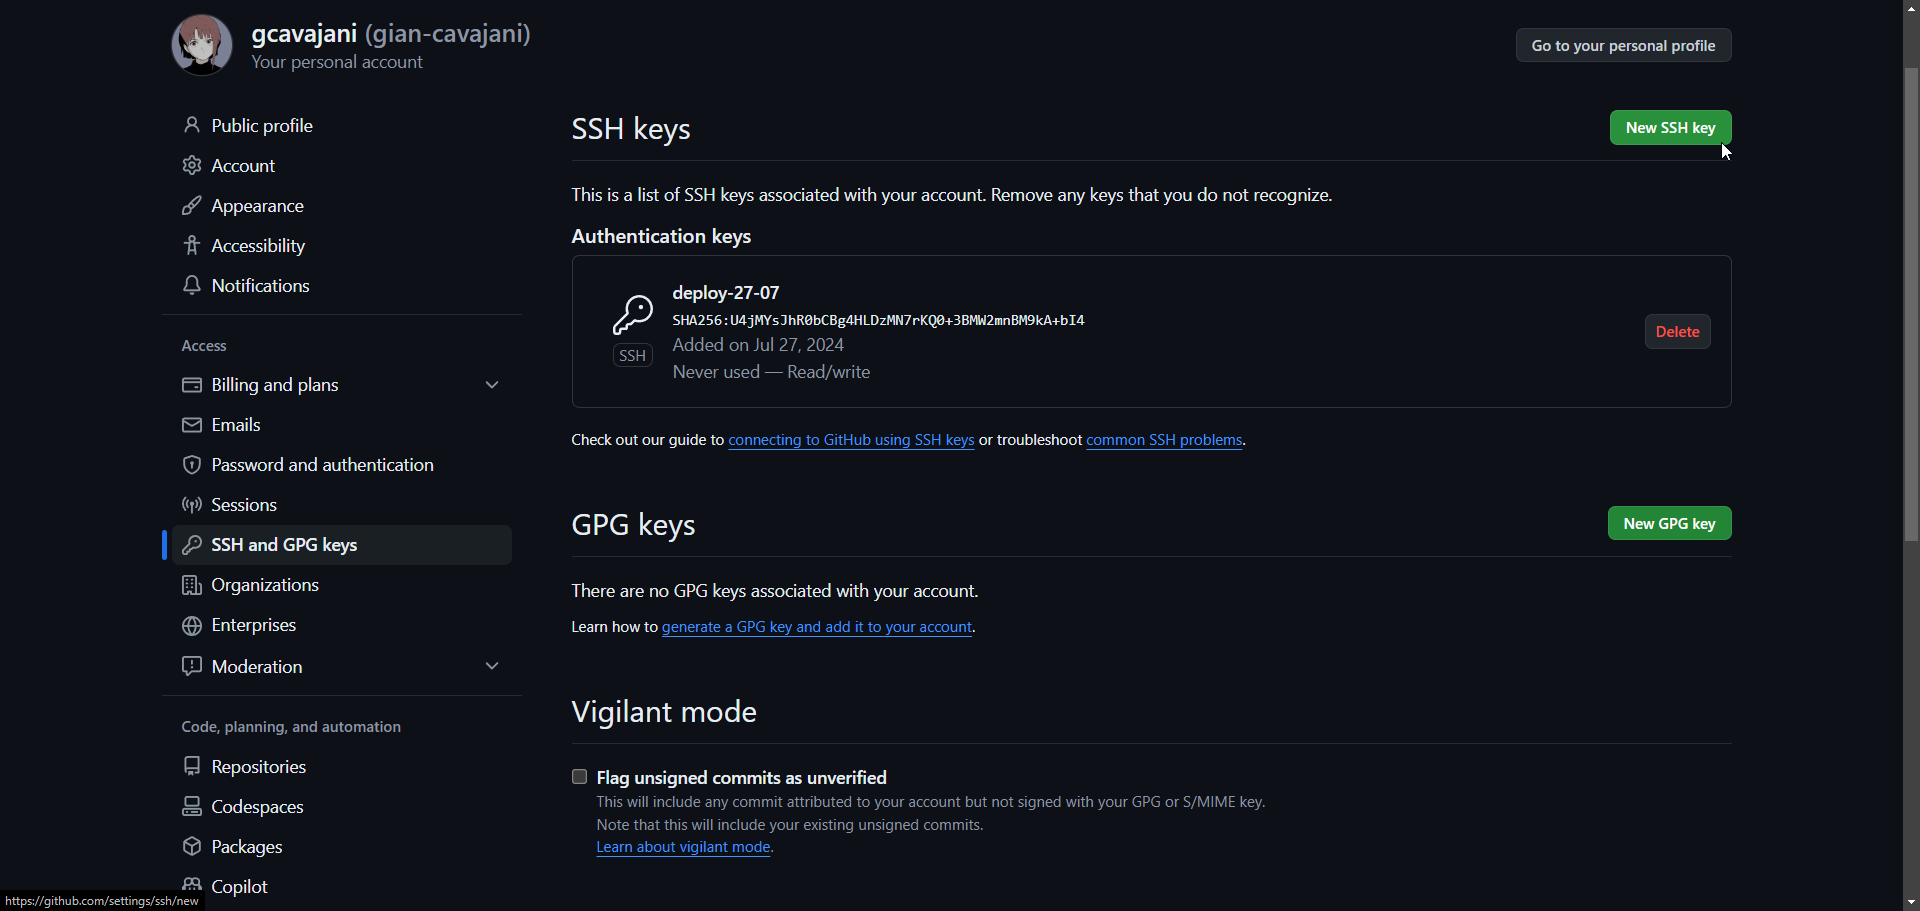 gcavajani (gian-cavajani)
Your personal account
Go to your personal profile
Public profile
Account
Appearance
Accessibility
Notifications
Access
Billing and plans
Emails
Password and authentication
Sessions
SSH and GPG keys
Organizations
Enterprises
Moderation
Code, planning, and automation
Repositories
Codespaces
Packages
Copilot
SSH keys
New SSH key
This is a list of SSH keys associated with your account. Remove any keys that you do not recognize.
Authentication keys
deploy-27-07
SHA256:U4jMYsJhR0bCBg4HLDzMN7rKQ0+3BMW2mnBM9kA+bI4
Added on Jul 27, 2024
Never used — Read/write
SSH
Delete
Check out our guide to connecting to GitHub using SSH keys or troubleshoot common SSH problems.
GPG keys
New GPG key
There are no GPG keys associated with your account.
Learn how to generate a GPG key and add it to your account.
Vigilant mode
Flag unsigned commits as unverified
This will include any commit attributed to your account but not signed with your GPG or S/MIME key.
Note that this will include your existing unsigned commits.
Learn about vigilant mode.
https://github.com/settings/ssh/new